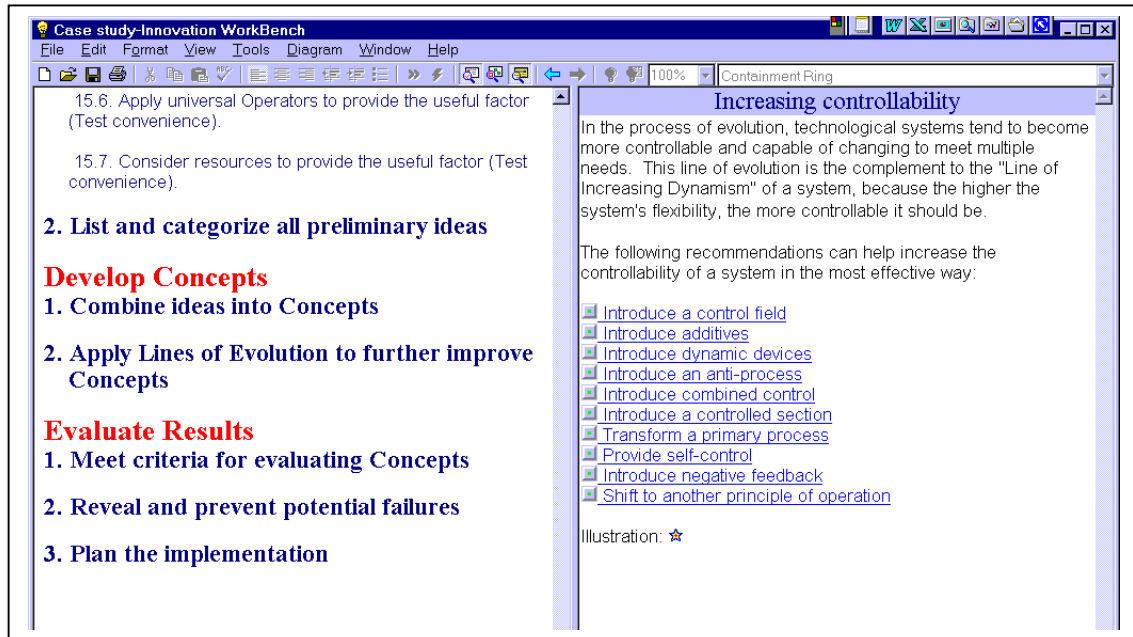 Case study-Innovation WorkBench
File Edit Format View Tools Diagram Window Help
100%
Containment Ring
15.6. Apply universal Operators to provide the useful factor
(Test convenience).
15.7. Consider resources to provide the useful factor (Test
convenience).
2. List and categorize all preliminary ideas
Develop Concepts
1. Combine ideas into Concepts
2. Apply Lines of Evolution to further improve
Concepts
Evaluate Results
1. Meet criteria for evaluating Concepts
2. Reveal and prevent potential failures
3. Plan the implementation
Increasing controllability
In the process of evolution, technological systems tend to become
more controllable and capable of changing to meet multiple
needs. This line of evolution is the complement to the "Line of
Increasing Dynamism" of a system, because the higher the
system's flexibility, the more controllable it should be.
The following recommendations can help increase the
controllability of a system in the most effective way:
Introduce a control field
Introduce additives
Introduce dynamic devices
Introduce an anti-process
Introduce combined control
Introduce a controlled section
Transform a primary process
Provide self-control
Introduce negative feedback
Shift to another principle of operation
Illustration: